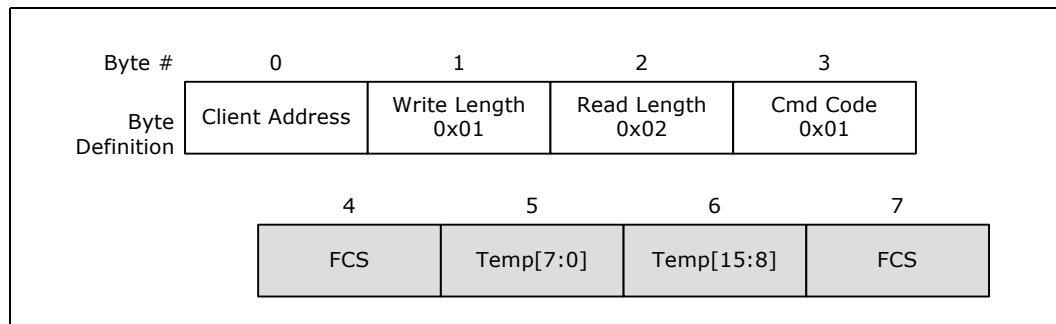 Byte # 0 1 2 3
Byte Definition Client Address Write Length 0x01 Read Length 0x02 Cmd Code 0x01
4 5 6 7
FCS Temp[7:0] Temp[15:8] FCS